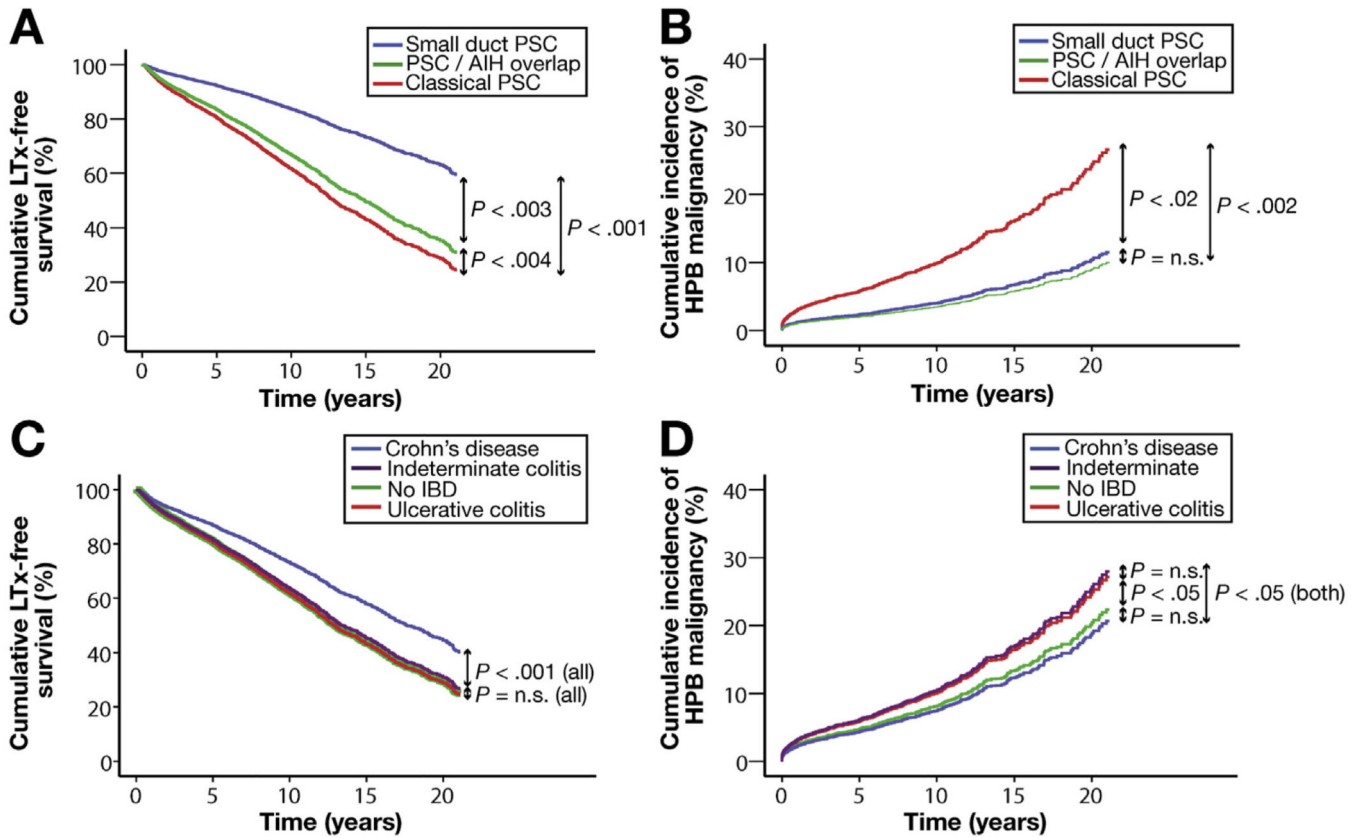 A
Small duct PSC
PSC / AIH overlap
Classical PSC
Cumulative LTx-free
survival (%)
100
80
60
40
20
0
P < .003
P < .004
P < .001
0 5 10 15 20
Time (years)
B
Small duct PSC
PSC / AIH overlap
Classical PSC
Cumulative incidence of
HPB malignancy (%)
40
30
20
10
0
P < .02
P = n.s.
P < .002
0 5 10 15 20
Time (years)
C
Crohn's disease
Indeterminate colitis
No IBD
Ulcerative colitis
Cumulative LTx-free
survival (%)
100
80
60
40
20
0
P < .001 (all)
P = n.s. (all)
0 5 10 15 20
Time (years)
D
Crohn's disease
Indeterminate
No IBD
Ulcerative colitis
Cumulative incidence of
HPB malignancy (%)
40
30
20
10
0
P = n.s.
P < .05
P = n.s.
P < .05 (both)
0 5 10 15 20
Time (years)